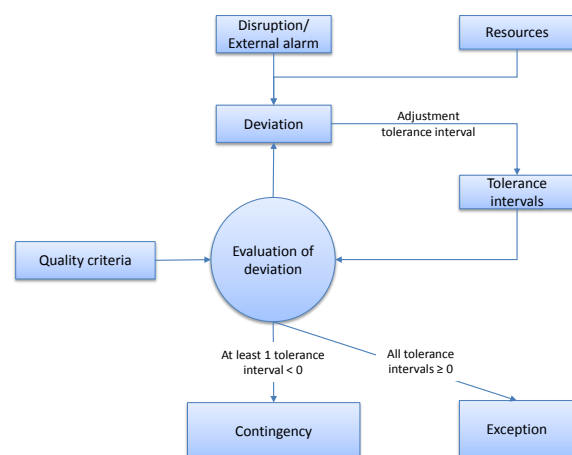 Disruption/
External alarm
Resources
Deviation
Adjustment
tolerance interval
Tolerance
intervals
Quality criteria
Evaluation of
deviation
At least 1 tolerance
interval < 0
All tolerance
intervals ≥ 0
Contingency
Exception